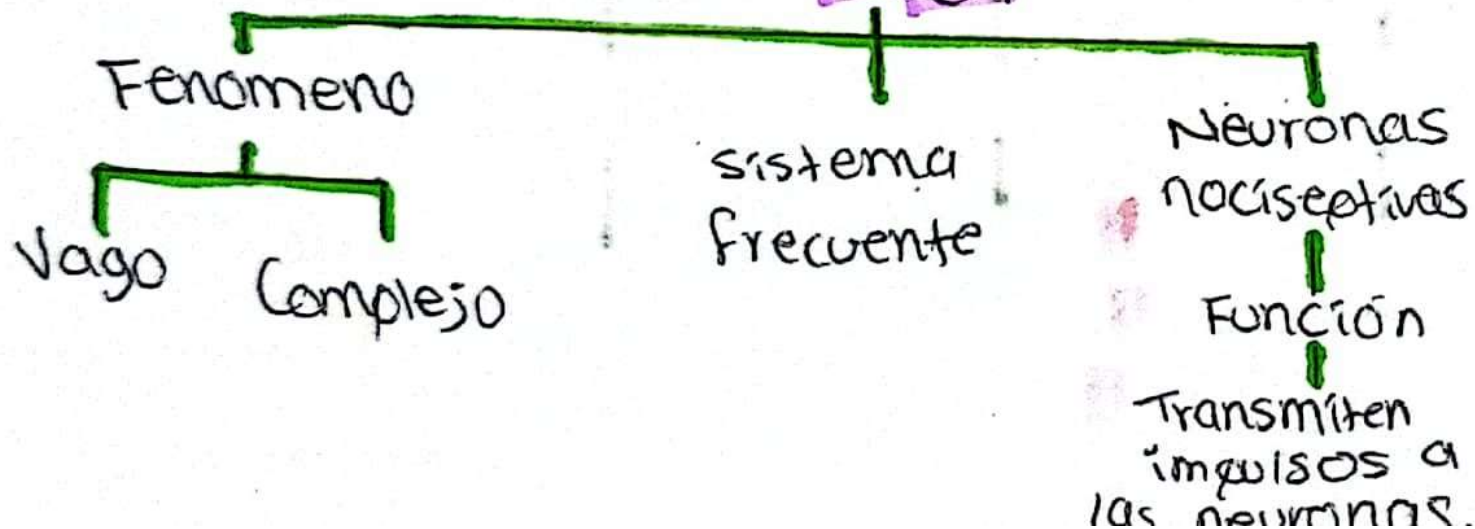 Fenomeno
Vago
Complejo
sistema
frecuente
Neuronas
nociseptivas
Función
Transmiten
impulsos a
las neuronas.